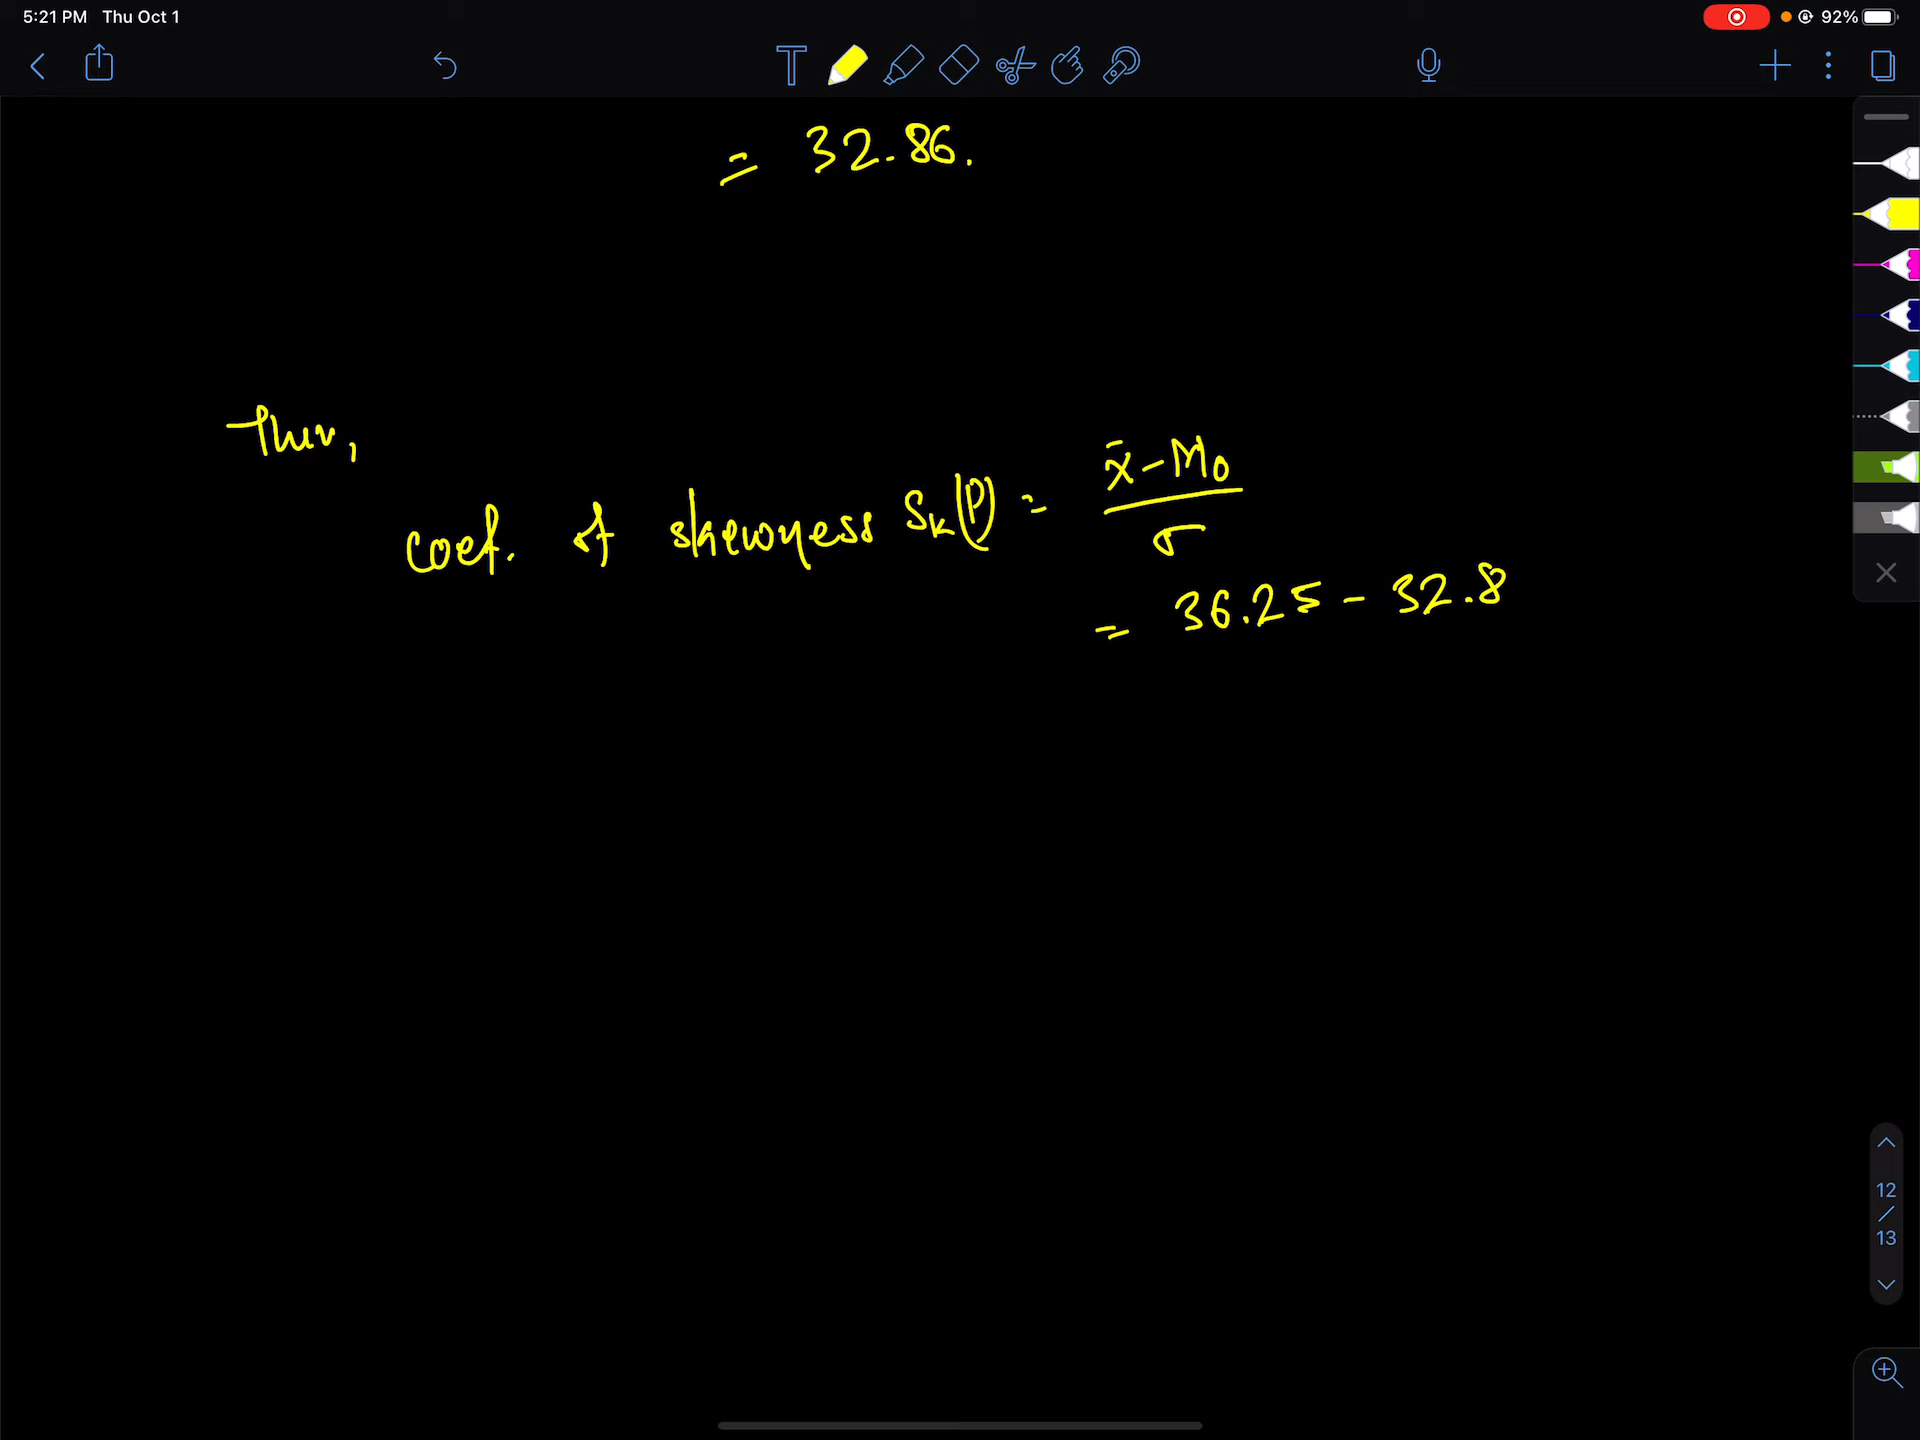 5:21 PM Thu Oct 1
92%
= 32.86.
Thus,
coef. of skewness Sk(P) = x̄ - Mo / σ
= 36.25 - 32.8
12
/
13